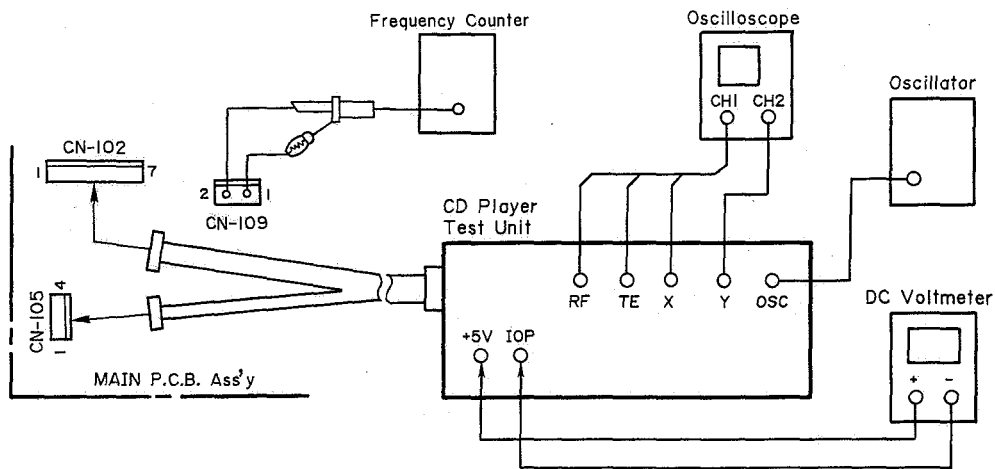 Frequency Counter
Oscilloscope
CH1 CH2
Oscillator
CN-102
1 7
2 1
CN-109
CD Player
Test Unit
RF TE X Y OSC
+5V IOP
DC Voltmeter
+ -
CN-105
4
1
MAIN P.C.B. Ass'y